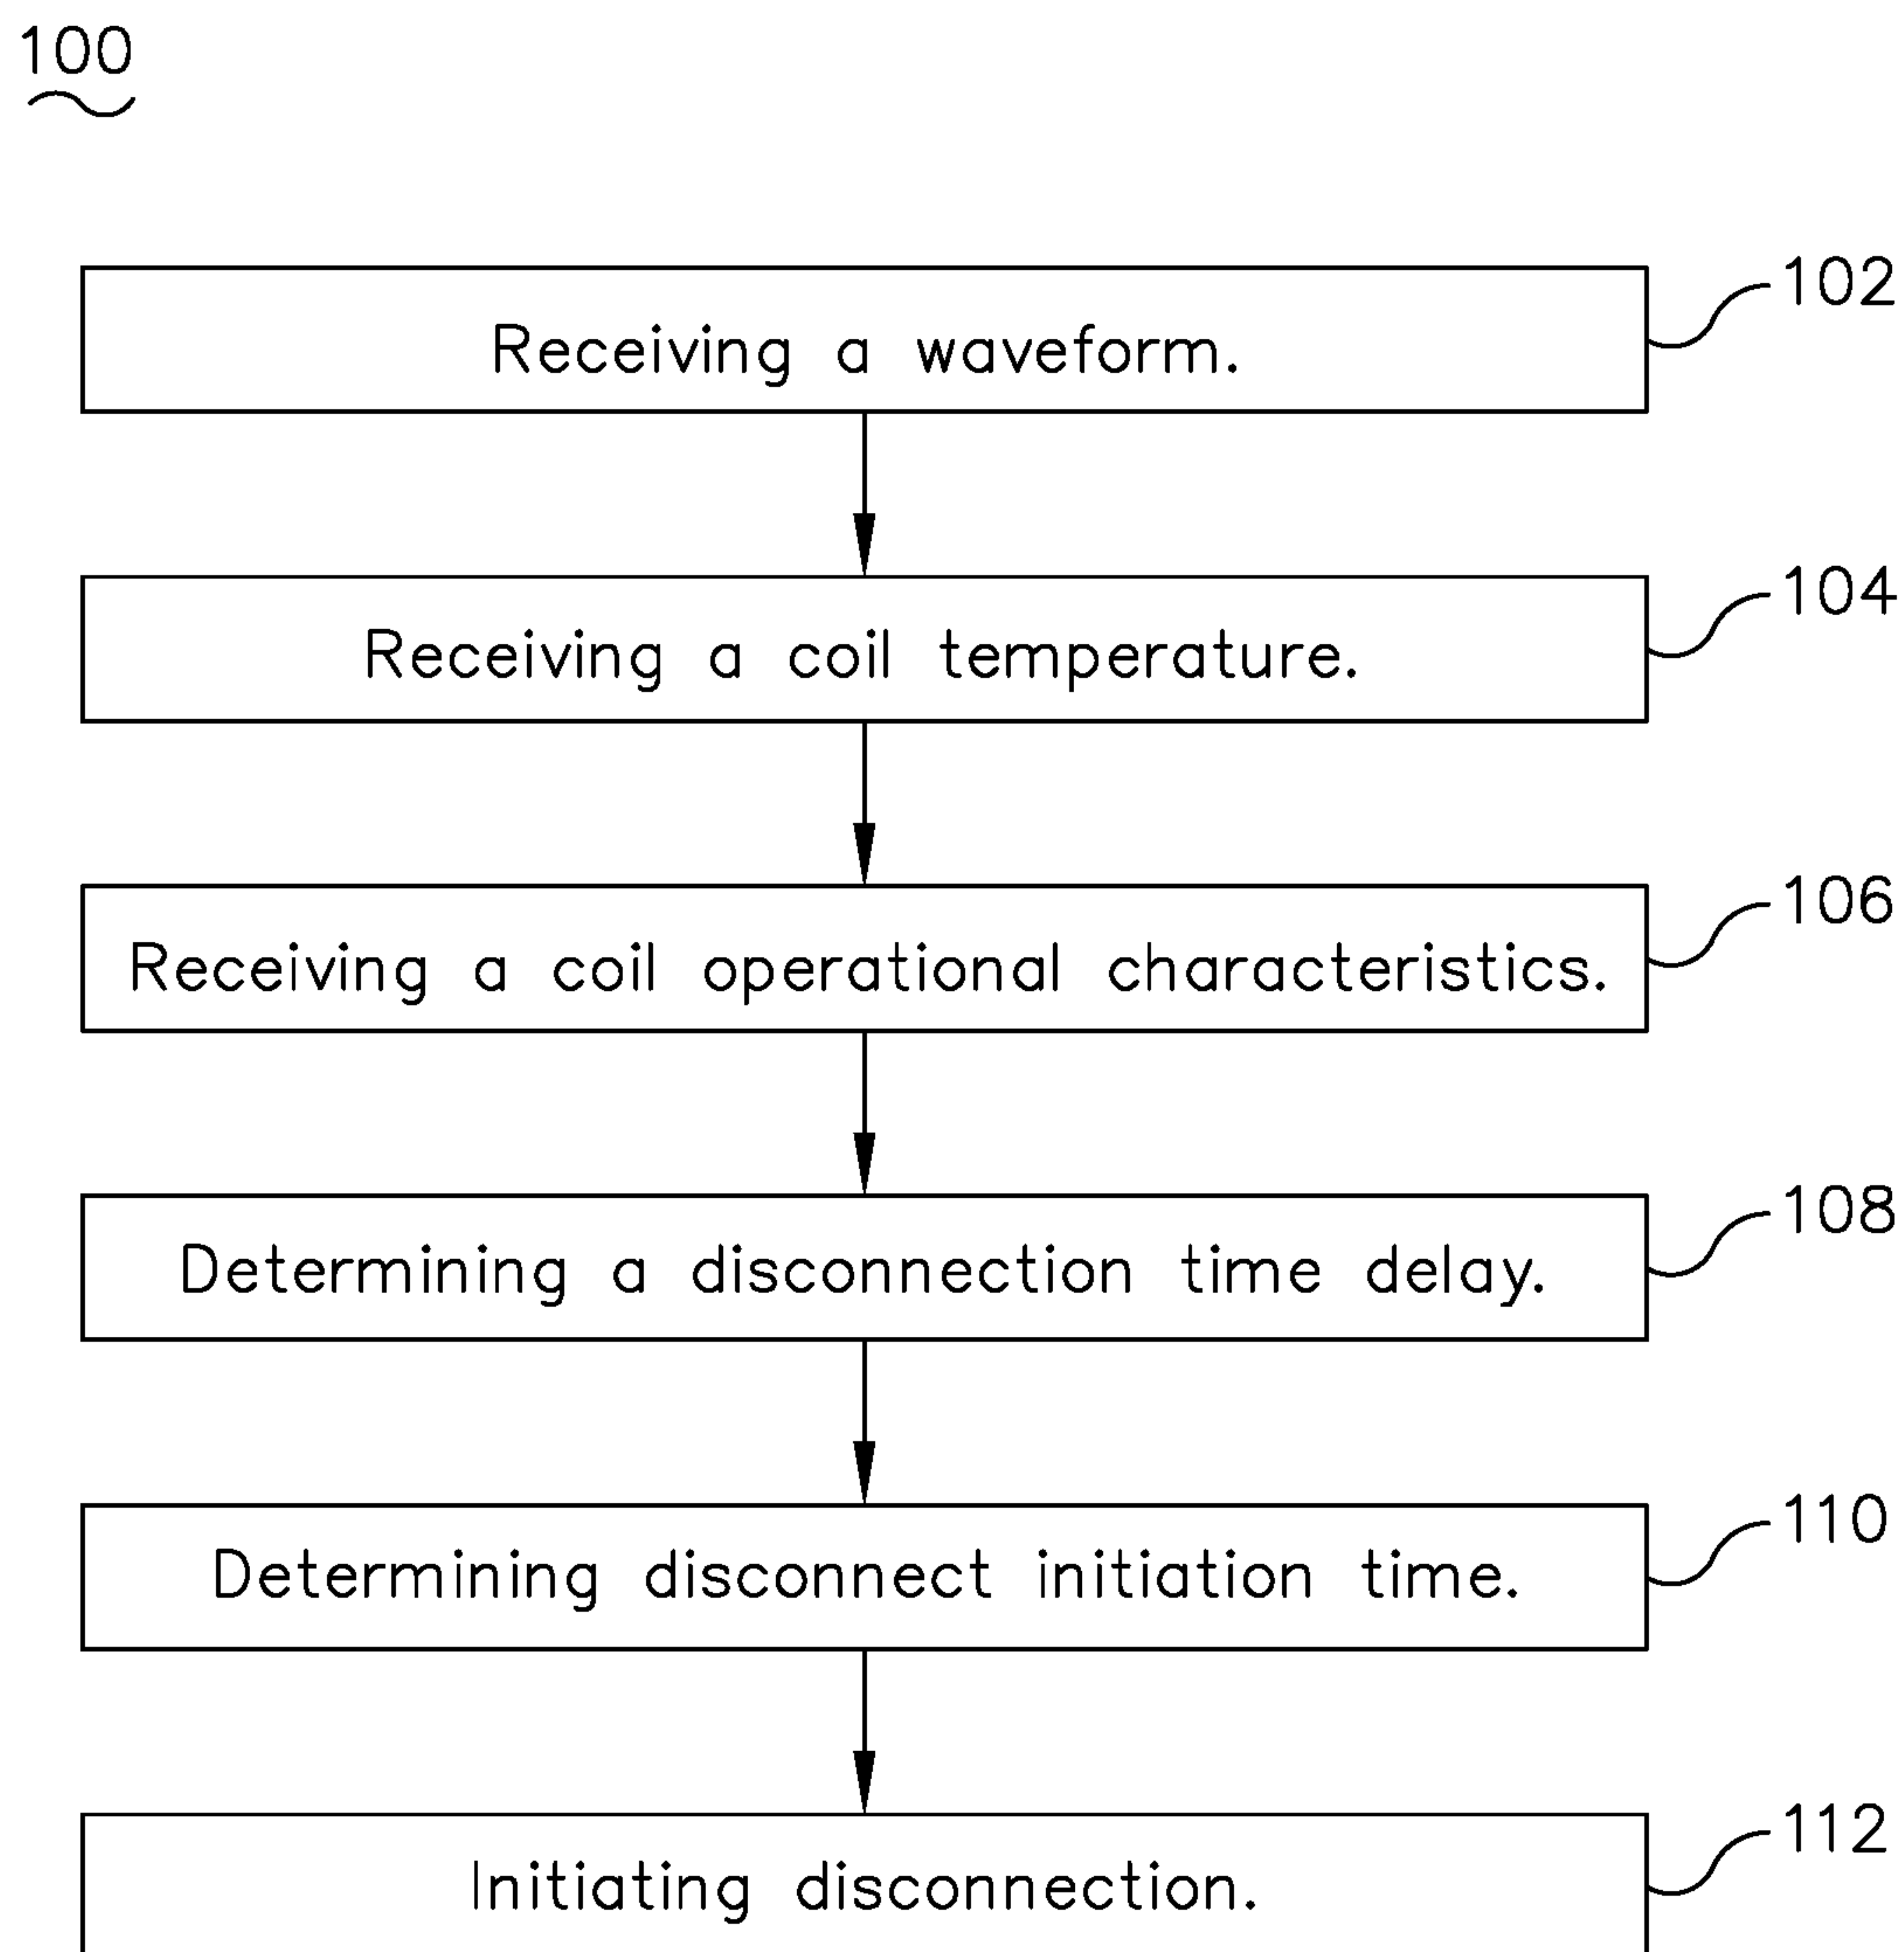 100
Receiving a waveform.
102
Receiving a coil temperature.
104
Receiving a coil operational characteristics.
106
Determining a disconnection time delay.
108
Determining disconnect initiation time.
110
Initiating disconnection.
112